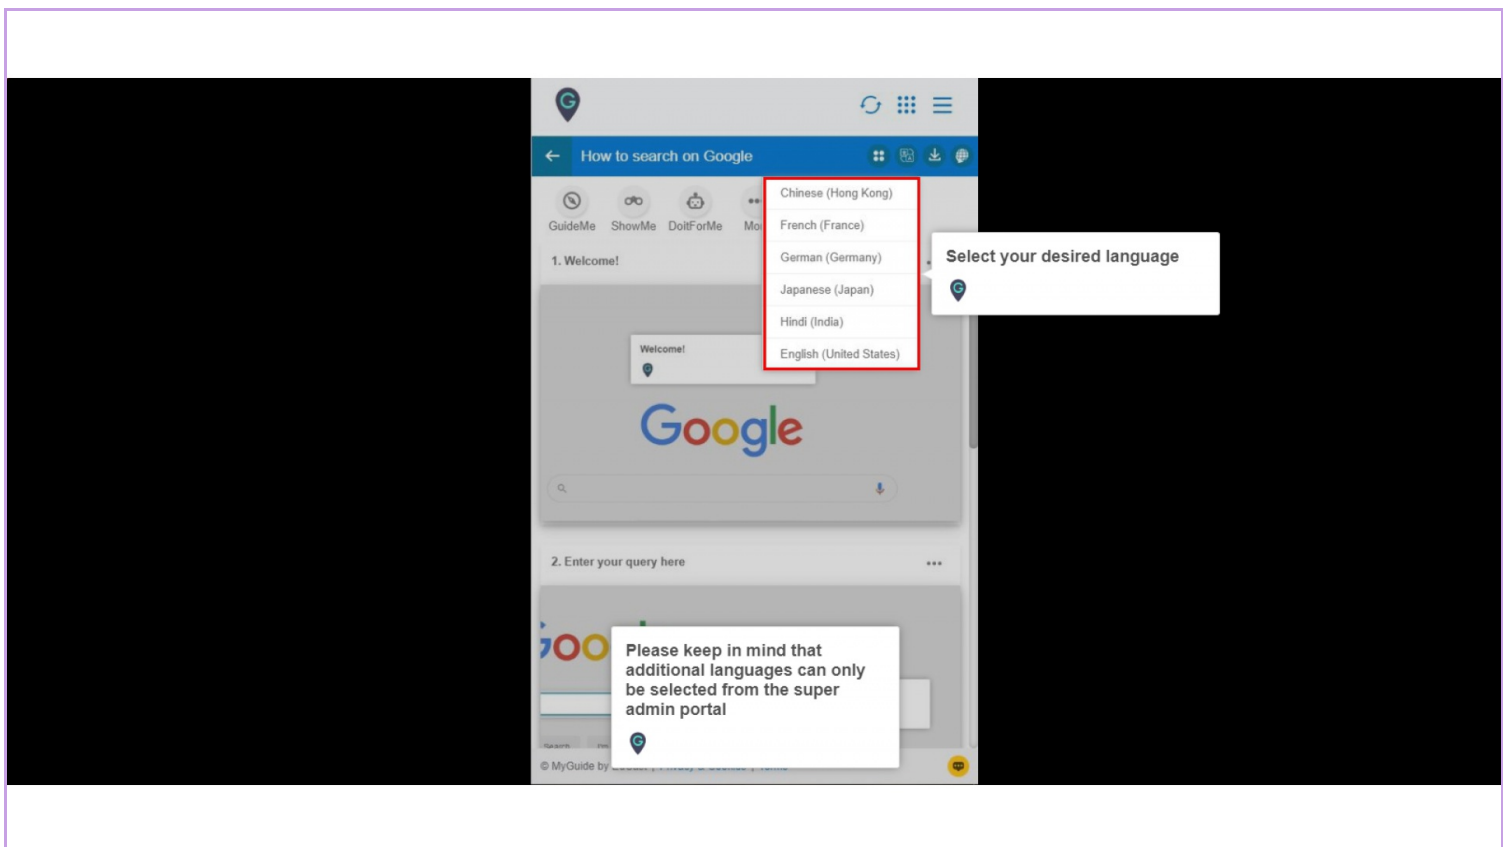 How to search on Google
GuideMe
ShowMe
DoitForMe
Chinese (Hong Kong)
French (France)
German (Germany)
Japanese (Japan)
Hindi (India)
English (United States)
Select your desired language
1. Welcome!
Welcome!
Google
2. Enter your query here
Please keep in mind that
additional languages can only
be selected from the super
admin portal
© MyGuide by